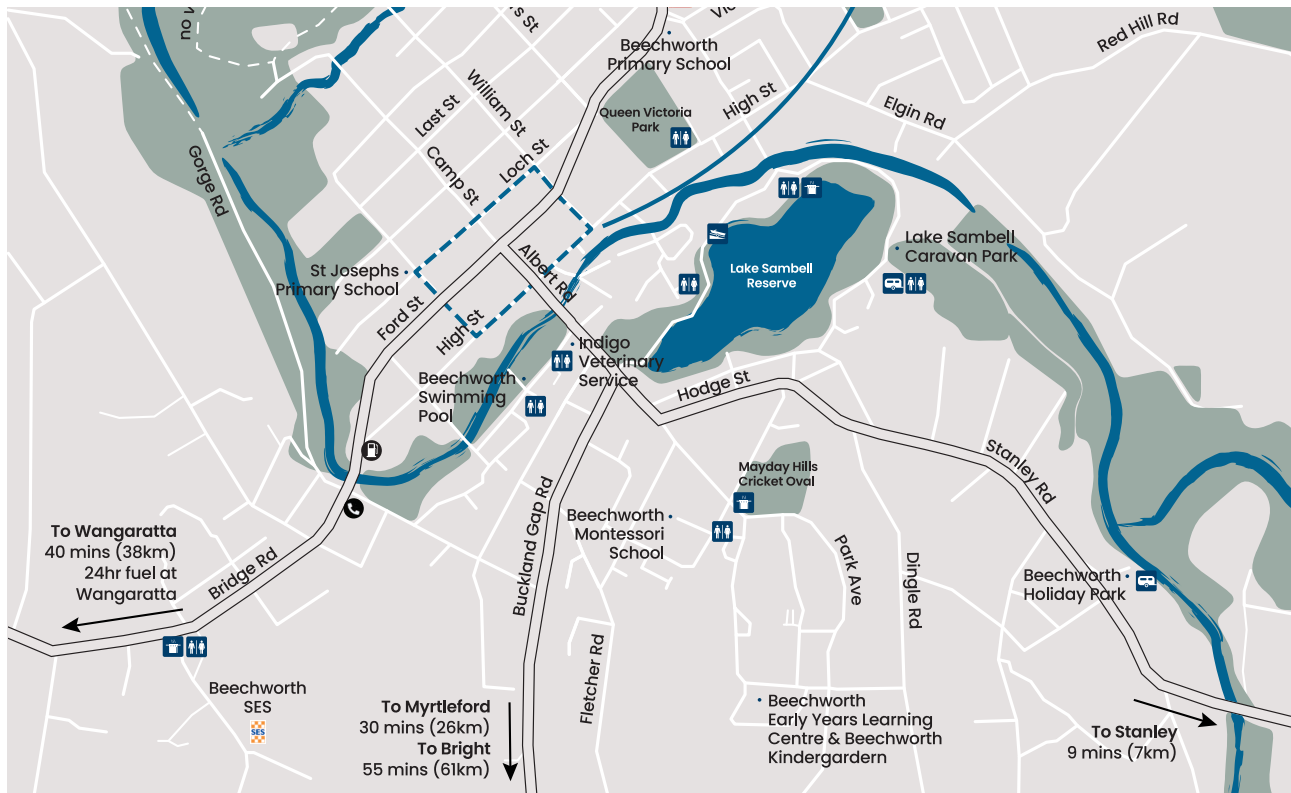 Beechworth
Primary School
Red Hill Rd
William St
Last St
Queen Victoria
Park
High St
Elgin Rd
Gorge Rd
Camp St
Loch St
St Josephs
Primary School
Albert Rd
Lake Sambell
Caravan Park
Lake Sambell
Reserve
Ford St
High St
Indigo
Veterinary
Service
Beechworth
Swimming
Pool
Hodge St
Stanley Rd
Mayday Hills
Cricket Oval
Buckland Gap Rd
Beechworth
Montessori
School
To Wangaratta
40 mins (38km)
24hr fuel at
Wangaratta
Bridge Rd
Park Ave
Dingle Rd
Beechworth
Holiday Park
Fletcher Rd
Beechworth
SES
SES
To Myrtleford
30 mins (26km)
To Bright
55 mins (61km)
Beechworth
Early Years Learning
Centre & Beechworth
Kindergardern
To Stanley
9 mins (7km)